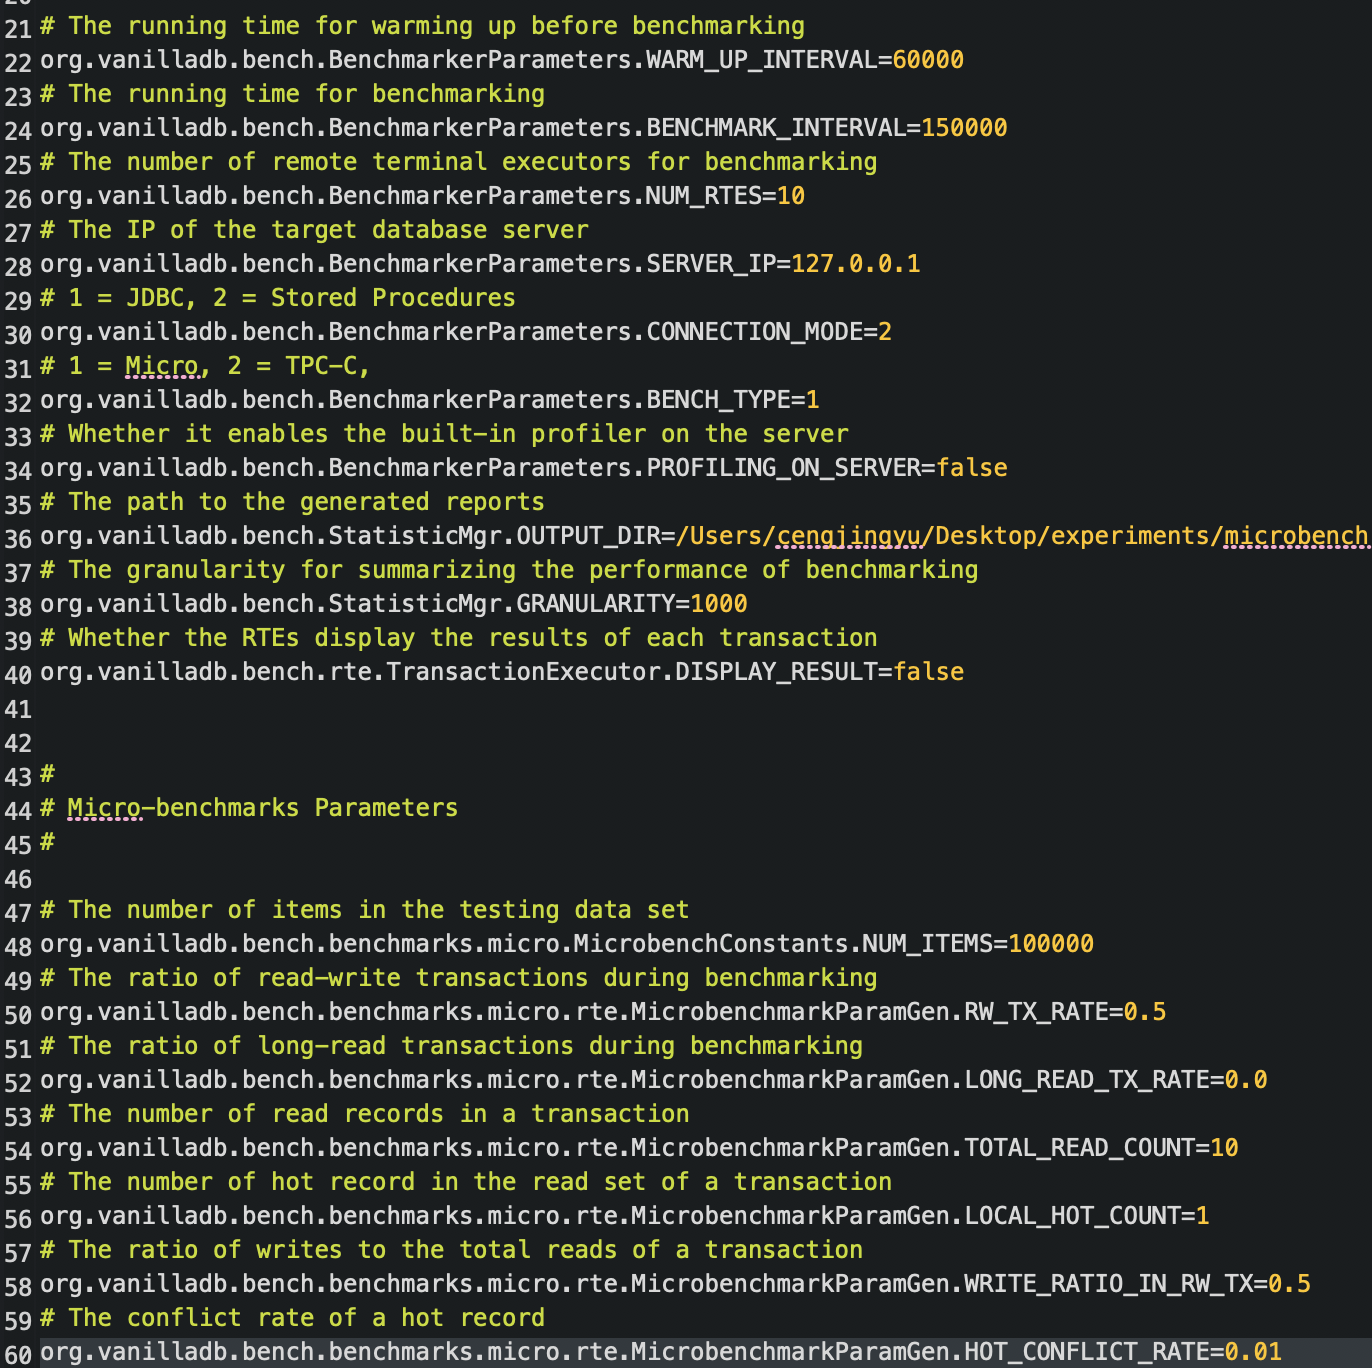 21 # The running time for warming up before benchmarking
22 org.vanilladb.bench.BenchmarkerParameters.WARM_UP_INTERVAL=60000
23 # The running time for benchmarking
24 org.vanilladb.bench.BenchmarkerParameters.BENCHMARK_INTERVAL=150000
25 # The number of remote terminal executors for benchmarking
26 org.vanilladb.bench.BenchmarkerParameters.NUM_RTES=10
27 # The IP of the target database server
28 org.vanilladb.bench.BenchmarkerParameters.SERVER_IP=127.0.0.1
29 # 1 = JDBC, 2 = Stored Procedures
30 org.vanilladb.bench.BenchmarkerParameters.CONNECTION_MODE=2
31 # 1 = Micro, 2 = TPC-C,
32 org.vanilladb.bench.BenchmarkerParameters.BENCH_TYPE=1
33 # Whether it enables the built-in profiler on the server
34 org.vanilladb.bench.BenchmarkerParameters.PROFILING_ON_SERVER=false
35 # The path to the generated reports
36 org.vanilladb.bench.StatisticMgr.OUTPUT_DIR=/Users/cengjingyu/Desktop/experiments/microbench
37 # The granularity for summarizing the performance of benchmarking
38 org.vanilladb.bench.StatisticMgr.GRANULARITY=1000
39 # Whether the RTEs display the results of each transaction
40 org.vanilladb.bench.rte.TransactionExecutor.DISPLAY_RESULT=false
41
42
43 #
44 # Micro-benchmarks Parameters
45 #
46
47 # The number of items in the testing data set
48 org.vanilladb.bench.benchmarks.micro.MicrobenchConstants.NUM_ITEMS=100000
49 # The ratio of read-write transactions during benchmarking
50 org.vanilladb.bench.benchmarks.micro.rte.MicrobenchmarkParamGen.RW_TX_RATE=0.5
51 # The ratio of long-read transactions during benchmarking
52 org.vanilladb.bench.benchmarks.micro.rte.MicrobenchmarkParamGen.LONG_READ_TX_RATE=0.0
53 # The number of read records in a transaction
54 org.vanilladb.bench.benchmarks.micro.rte.MicrobenchmarkParamGen.TOTAL_READ_COUNT=10
55 # The number of hot record in the read set of a transaction
56 org.vanilladb.bench.benchmarks.micro.rte.MicrobenchmarkParamGen.LOCAL_HOT_COUNT=1
57 # The ratio of writes to the total reads of a transaction
58 org.vanilladb.bench.benchmarks.micro.rte.MicrobenchmarkParamGen.WRITE_RATIO_IN_RW_TX=0.5
59 # The conflict rate of a hot record
60 org.vanilladb.bench.benchmarks.micro.rte.MicrobenchmarkParamGen.HOT_CONFLICT_RATE=0.01